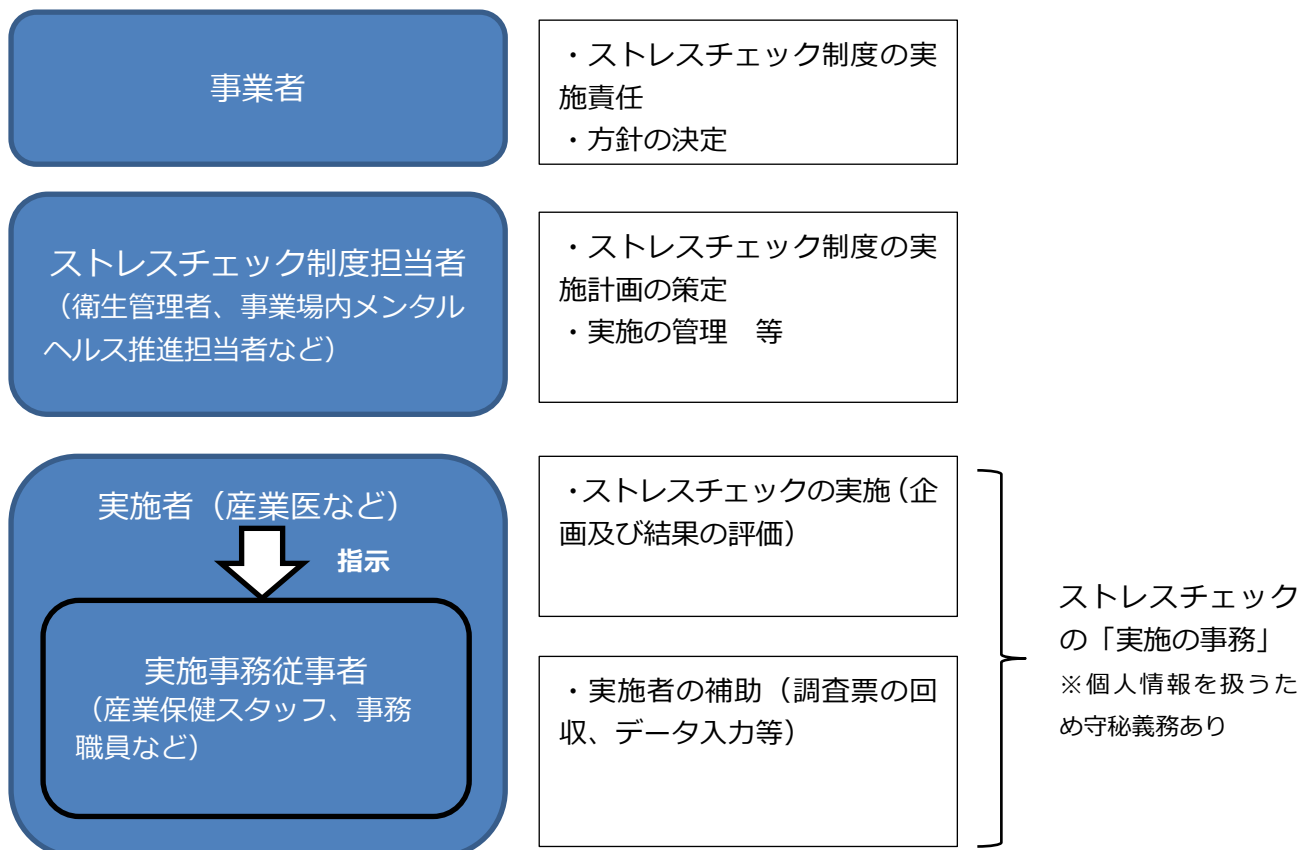 事業者
・ストレスチェック制度の実
施責任
・方針の決定
ストレスチェック制度担当者
（衛生管理者、事業場内メンタル
ヘルス推進担当者など）
・ストレスチェック制度の実
施計画の策定
・実施の管理　等
実施者（産業医など）
指示
・ストレスチェックの実施（企
画及び結果の評価）
実施事務従事者
（産業保健スタッフ、事務
職員など）
・実施者の補助（調査票の回
収、データ入力等）
ストレスチェック
の「実施の事務」
※個人情報を扱うた
め守秘義務あり